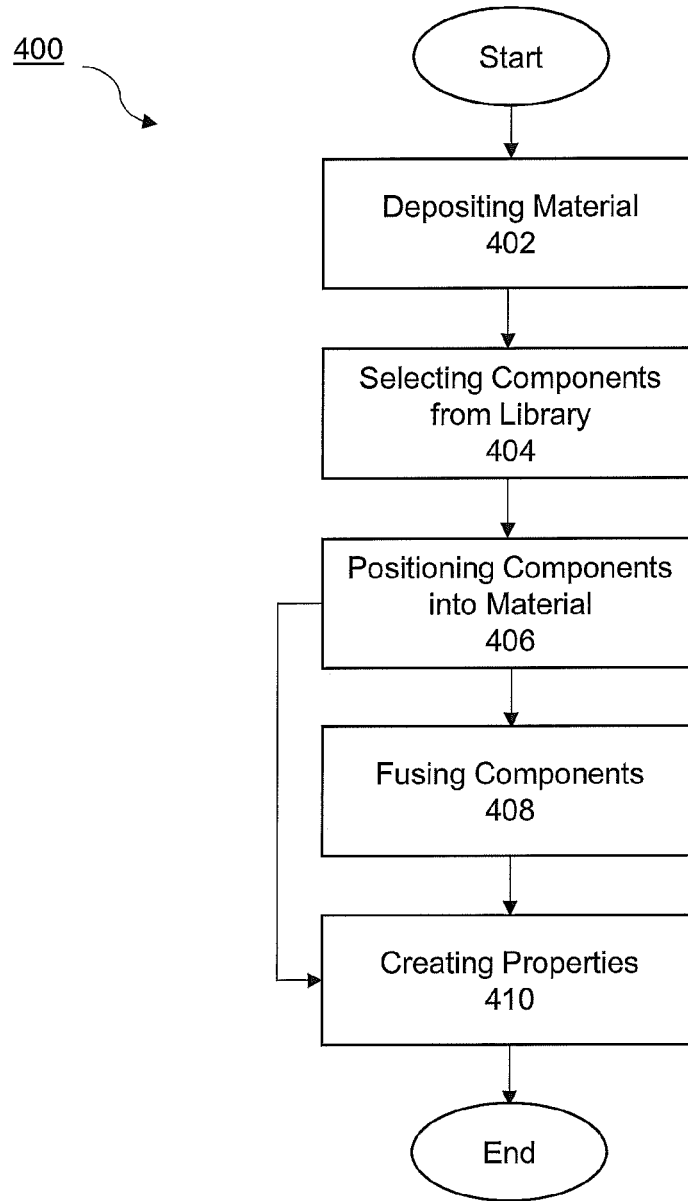 400
Start
Depositing Material
402
Selecting Components
from Library
404
Positioning Components
into Material
406
Fusing Components
408
Creating Properties
410
End